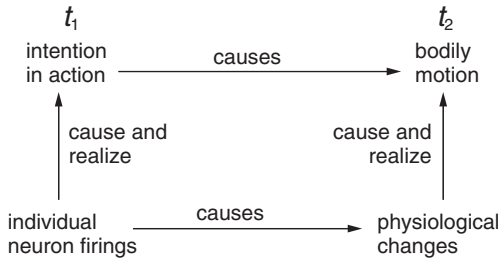 t1
t2
intention
in action
causes
bodily
motion
cause and
realize
cause and
realize
individual
neuron firings
causes
physiological
changes